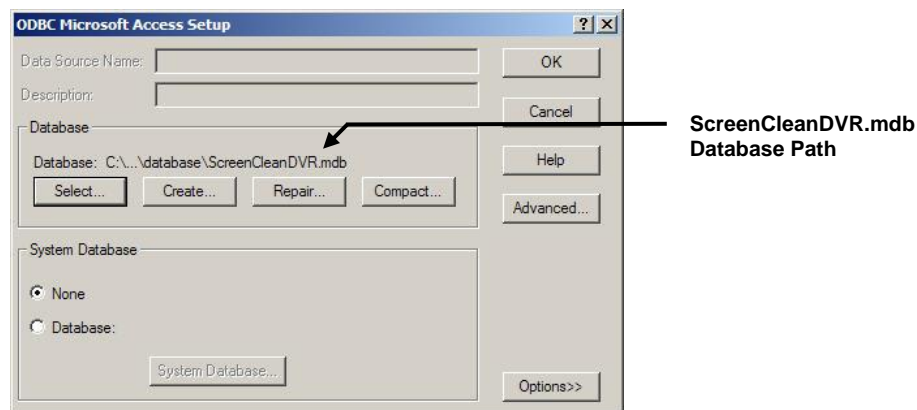 ODBC Microsoft Access Setup
Data Source Name:
OK
Description:
Cancel
Database
ScreenCleanDVR.mdb
Database Path
Database: C:\...\database\ScreenCleanDVR.mdb
Help
Select...
Create...
Repair...
Compact...
Advanced...
System Database
None
Database:
System Database...
Options>>